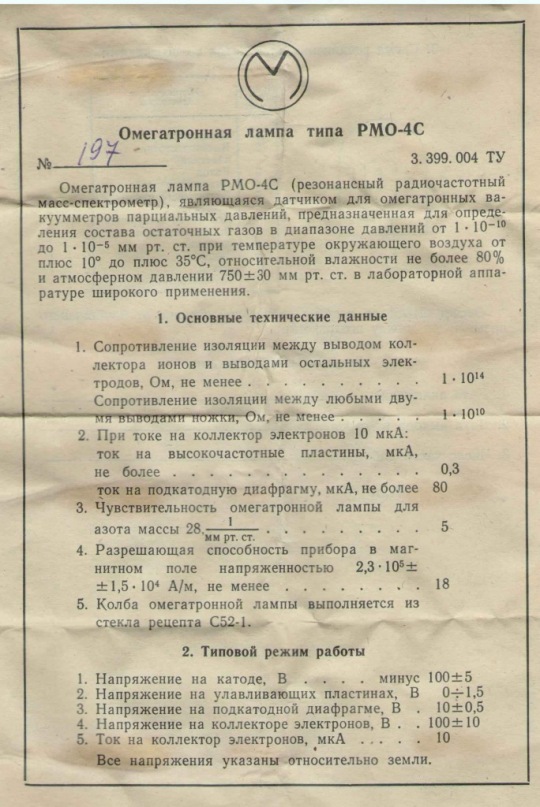 Омегатронная лампа типа РМО-4С
№ 197
3.399.004 ТУ
Омегатронная лампа РМО-4С (резонансный радиочастотный
масс-спектрометр), являющаяся датчиком для омегатронных ва-
куумметров парциальных давлений, предназначенная для опреде-
ления состава остаточных газов в диапазоне давлений от 1·10⁻¹⁰
до 1·10⁻⁵ мм рт. ст. при температуре окружающего воздуха от
плюс 10° до плюс 35°С, относительной влажности не более 80%
и атмосферном давлении 750±30 мм рт. ст. в лабораторной аппа-
ратуре широкого применения.
1. Основные технические данные
1. Сопротивление изоляции между выводом кол-
лектора ионов и выводами остальных элек-
тродов, Ом, не менее . . . . . . . . . . 1·10¹⁴
Сопротивление изоляции между любыми дву-
мя выводами ножки, Ом, не менее . . . . . 1·10¹⁰
2. При токе на коллектор электронов 10 мкА:
ток на высокочастотные пластины, мкА,
не более . . . . . . . . . . . . . . 0,3
ток на подкатодную диафрагму, мкА, не более 80
3. Чувствительность омегатронной лампы для
азота массы 28, 1/мм рт. ст. . . . . . . . . . 5
4. Разрешающая способность прибора в маг-
нитном поле напряженностью 2,3·10⁵±
±1,5·10⁴ А/м, не менее . . . . . . . . 18
5. Колба омегатронной лампы выполняется из
стекла рецепта С52-1.
2. Типовой режим работы
1. Напряжение на катоде, В . . . . минус 100±5
2. Напряжение на улавливающих пластинах, В 0÷1,5
3. Напряжение на подкатодной диафрагме, В . 10±0,5
4. Напряжение на коллекторе электронов, В . . 100±10
5. Ток на коллектор электронов, мкА . . . . . 10
Все напряжения указаны относительно земли.